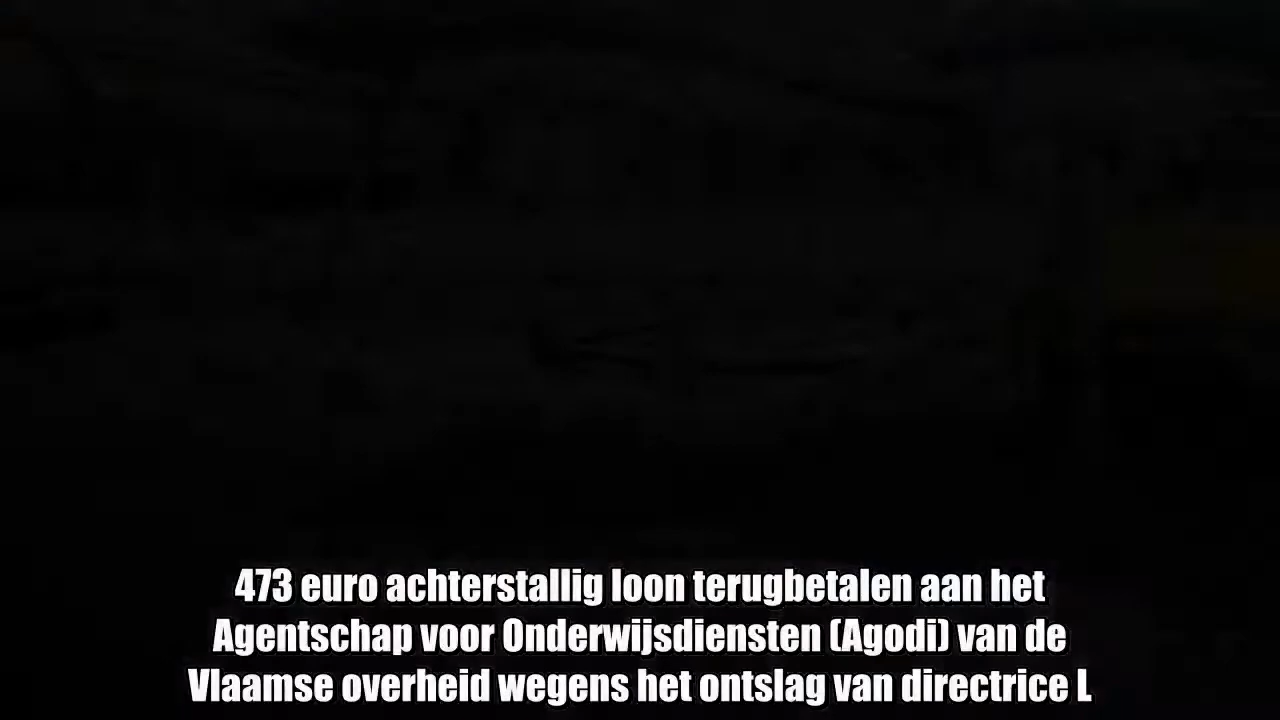 473 euro achterstallig loon terugbetalen aan het
Agentschap voor Onderwijsdiensten (Agodi) van de
Vlaamse overheid wegens het ontslag van directrice L